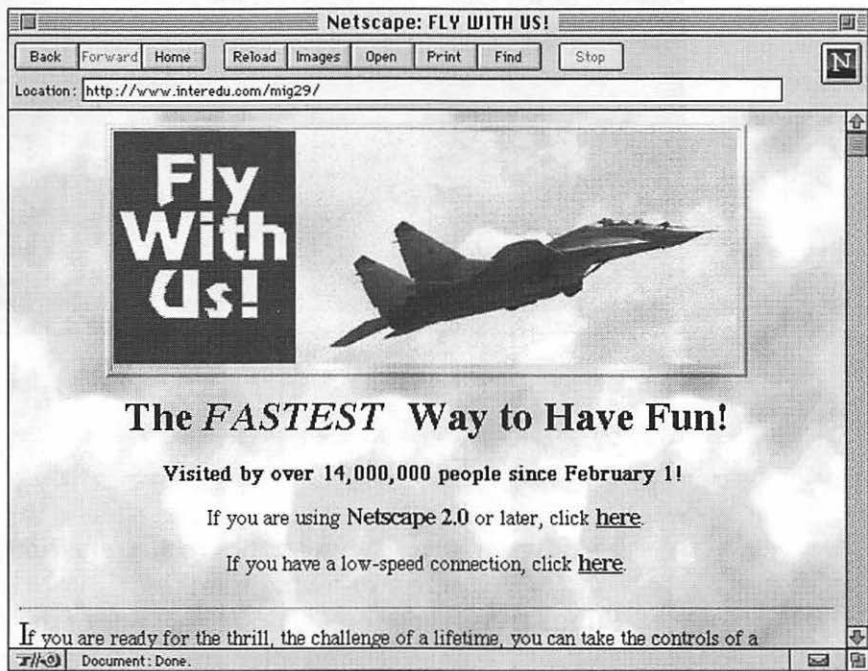 Netscape: FLY WITH US!
Back Forward Home Reload Images Open Print Find Stop
N
Location: http://www.interedu.com/mig29/
Fly
With
Us!
The FASTEST Way to Have Fun!
Visited by over 14,000,000 people since February 1!
If you are using Netscape 2.0 or later, click here.
If you have a low-speed connection, click here.
If you are ready for the thrill, the challenge of a lifetime, you can take the controls of a
Document: Done.